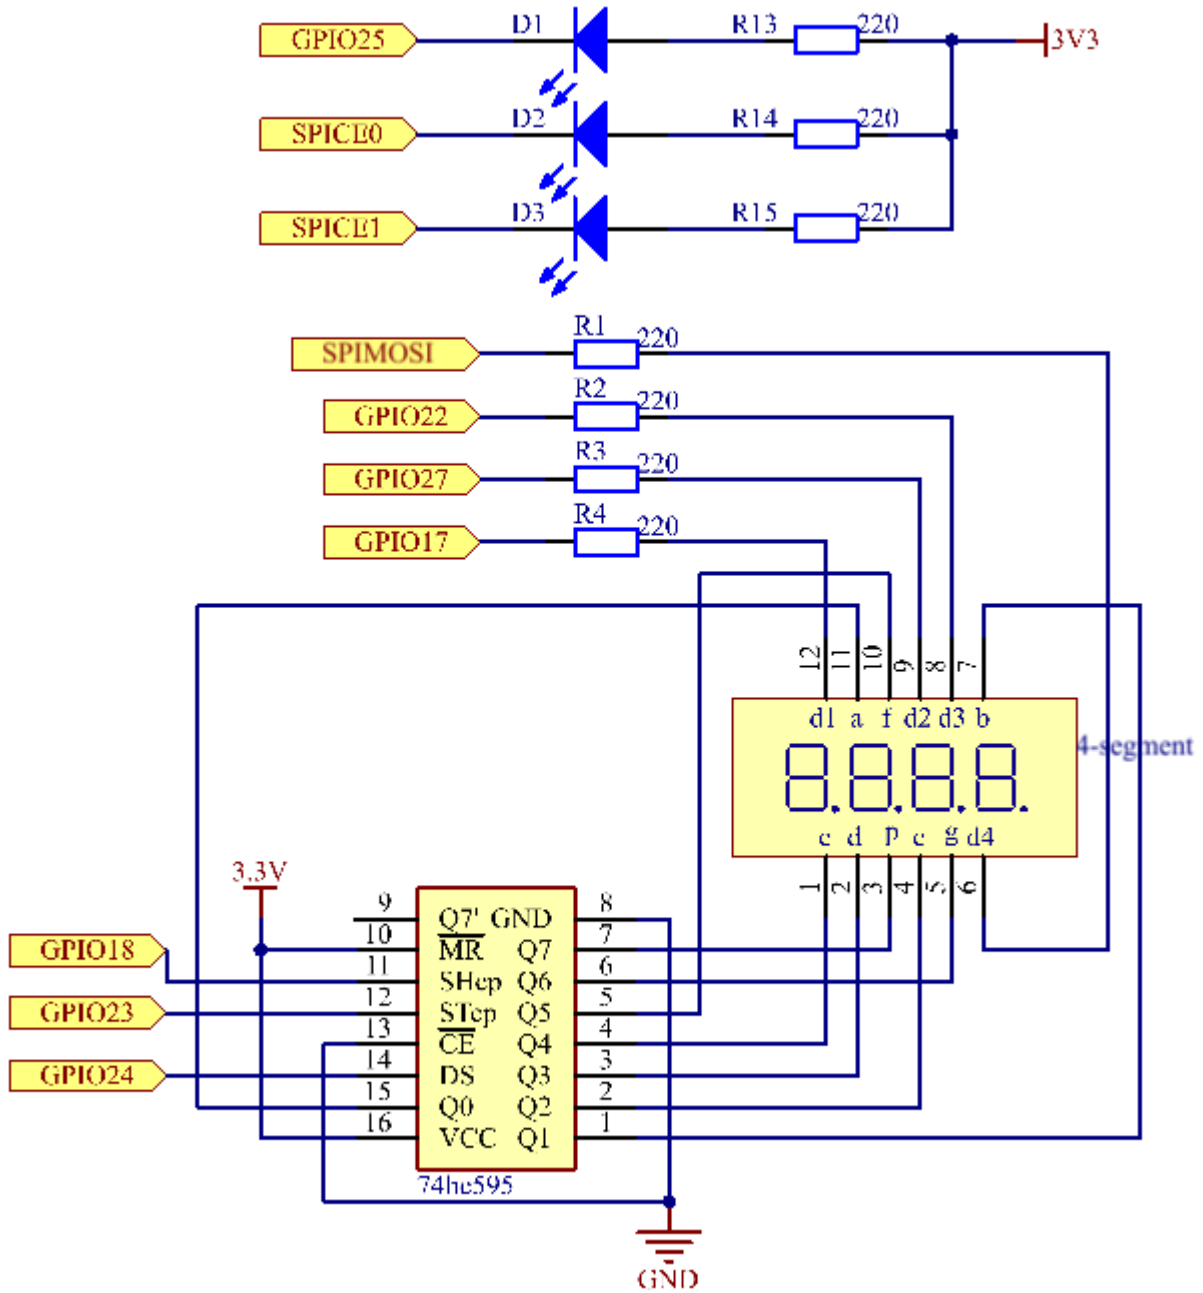 GPIO25 D1 R13 220 3V3
SPICE0 D2 R14 220
SPICE1 D3 R15 220
SPIMOSI R1 220
GPIO22 R2 220
GPIO27 R3 220
GPIO17 R4 220
12 11 10 9 8 7
d1 a f d2 d3 b
4-segment
8.8.8.8.
c d p c g d4
1 2 3 4 5 6
3.3V
9 Q7' GND 8
GPIO18 10 MR Q7 7
11 SHcp Q6 6
GPIO23 12 STcp Q5 5
13 CE Q4 4
GPIO24 14 DS Q3 3
15 Q0 Q2 2
16 VCC Q1 1
74hc595
GND